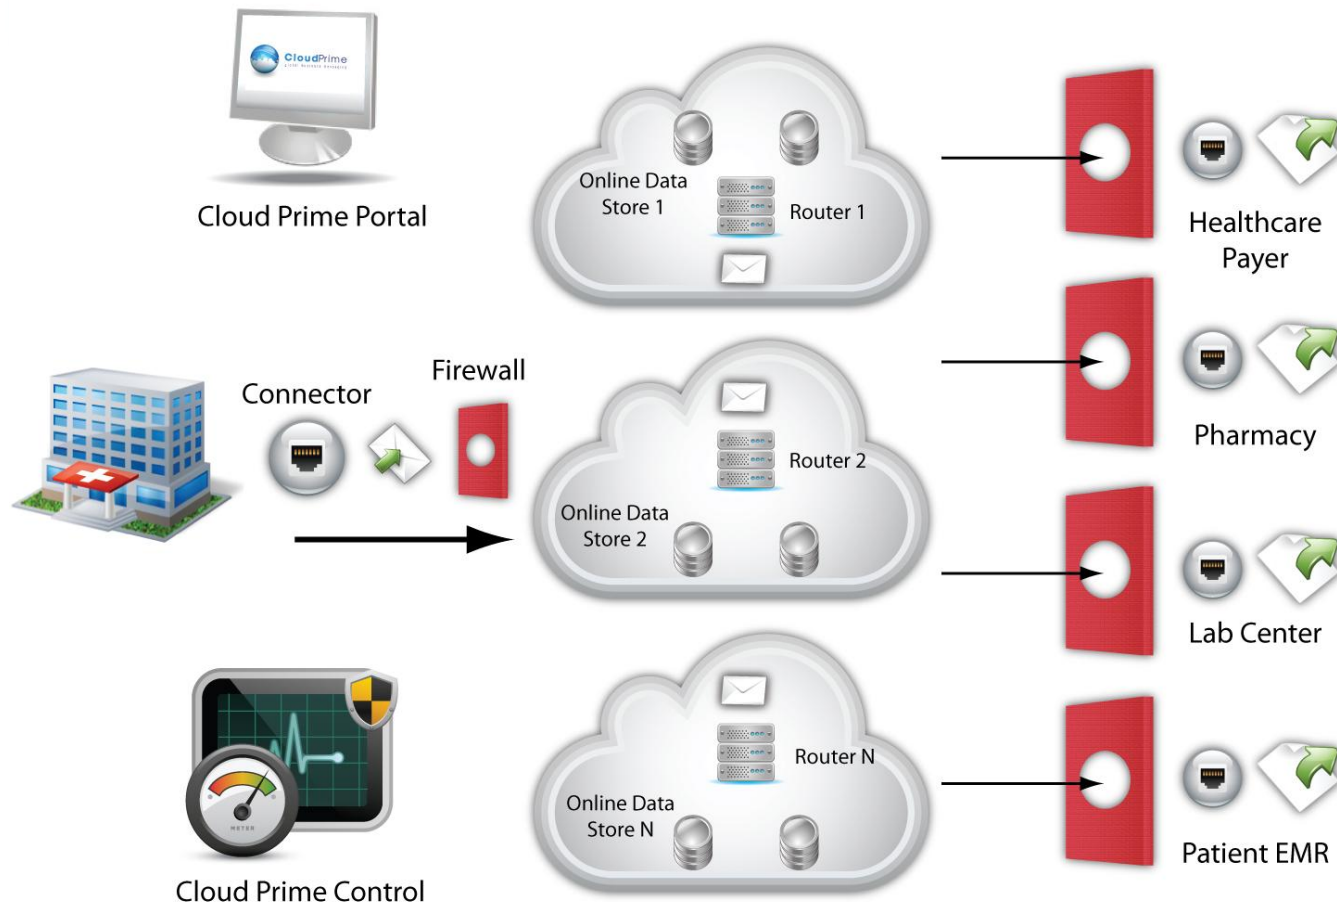 CloudPrime
Cloud Prime Portal
Online Data
Store 1
Router 1
Healthcare
Payer
Connector
Firewall
Router 2
Online Data
Store 2
Pharmacy
Lab Center
METER
Cloud Prime Control
Router N
Online Data
Store N
Patient EMR